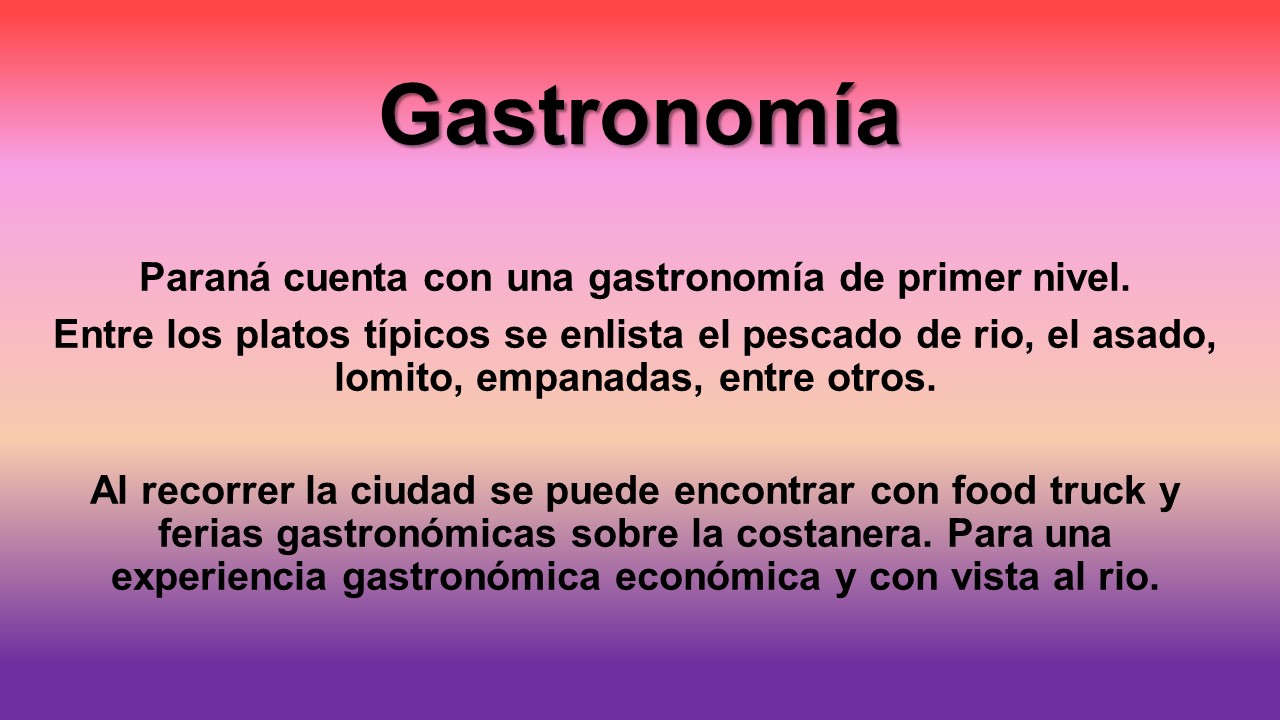 Gastronomía
Paraná cuenta con una gastronomía de primer nivel.
Entre los platos típicos se enlista el pescado de rio, el asado,
lomito, empanadas, entre otros.
Al recorrer la ciudad se puede encontrar con food truck y
ferias gastronómicas sobre la costanera. Para una
experiencia gastronómica económica y con vista al rio.